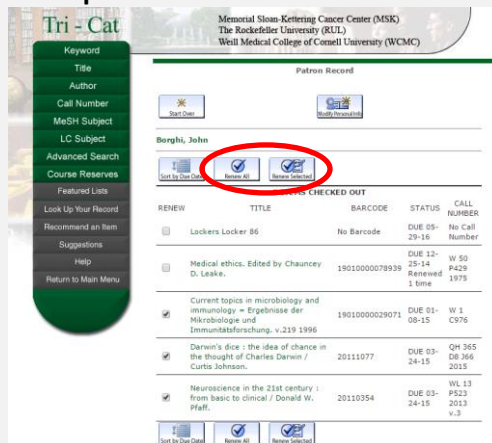 Tri - Cat
Memorial Sloan-Kettering Cancer Center (MSK)
The Rockefeller University (RUL)
Weill Medical College of Cornell University (WCMC)
Keyword
Title
Author
Call Number
MeSH Subject
LC Subject
Advanced Search
Course Reserves
Featured Lists
Look Up Your Record
Recommend an Item
Suggestions
Help
Return to Main Menu
Patron Record
Start Over
Modify Personal Info
Borghi, John
Sort by Due Date
Renew All
Renew Selected
CHECKED OUT
RENEW TITLE BARCODE STATUS CALL NUMBER
Lockers Locker 86 No Barcode DUE 05-29-16 No Call Number
Medical ethics. Edited by Chauncey D. Leake. 19010000078939 DUE 12-25-14 Renewed 1 time W 50 P429 1975
Current topics in microbiology and immunology = Ergebnisse der Mikrobiologie und Immunitätsforschung. v.219 1996 19010000029071 DUE 01-08-15 W 1 C976
Darwin's dice : the idea of chance in the thought of Charles Darwin / Curtis Johnson. 20111077 DUE 03-24-15 QH 365 D8 J66 2015
Neuroscience in the 21st century : from basic to clinical / Donald W. Pfaff. 20110354 DUE 03-24-15 WL 13 P523 2013 v.3
Sort by Due Date
Renew All
Renew Selected